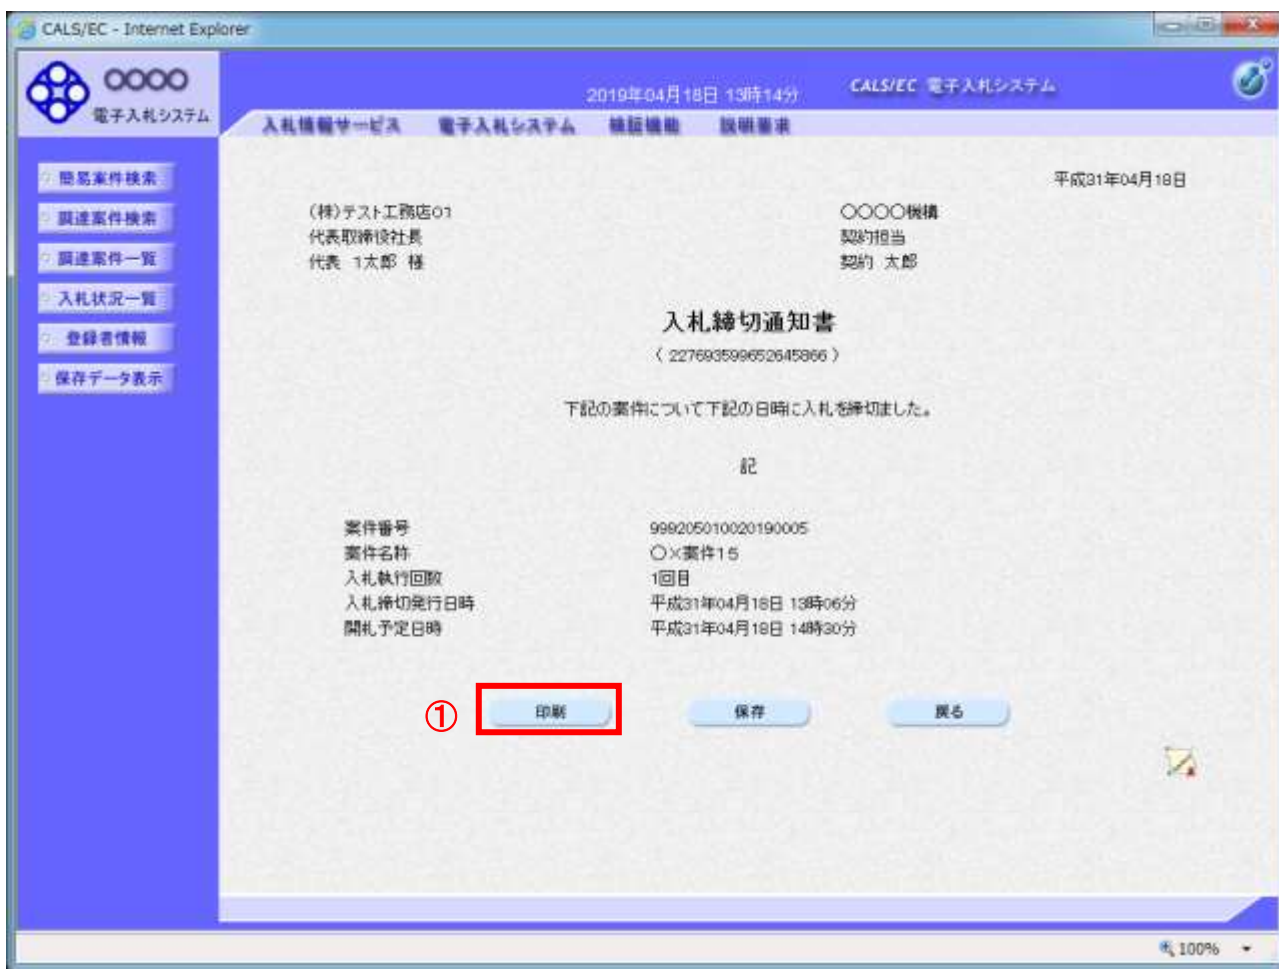 CALS/EC - Internet Explorer
○○○○
電子入札システム
2019年04月18日 13時14分
CALS/EC 電子入札システム
入札情報サービス 電子入札システム 検証機能 説明要求
簡易案件検索
調達案件検索
調達案件一覧
入札状況一覧
登録者情報
保存データ表示
平成31年04月18日
(株)テスト工務店01
代表取締役社長
代表 1太郎 様
○○○○機構
契約担当
契約 太郎
入札締切通知書
( 227693599652645866 )
下記の案件について下記の日時に入札を締切ました。
記
案件番号 999205010020190005
案件名称 ○×案件15
入札執行回数 1回目
入札締切発行日時 平成31年04月18日 13時06分
開札予定日時 平成31年04月18日 14時30分
① 印刷 保存 戻る
100%